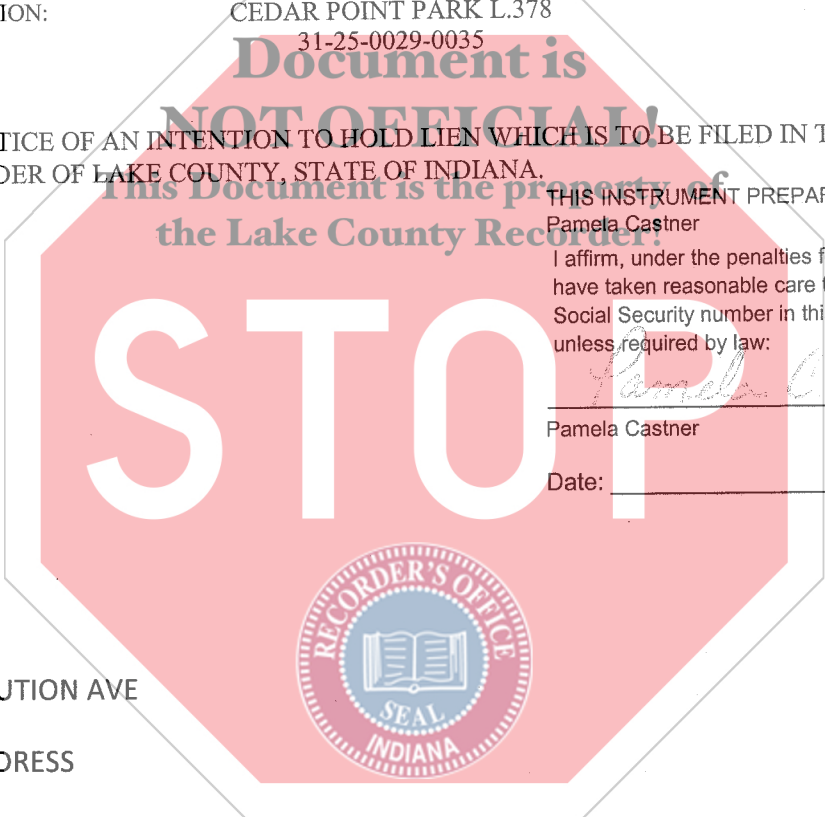 ION: CEDAR POINT PARK L.378
31-25-0029-0035
Document is
NOT OFFICIAL!
TICE OF AN INTENTION TO HOLD LIEN WHICH IS TO BE FILED IN T
DER OF LAKE COUNTY, STATE OF INDIANA.
This Document is the property of
the Lake County Recorder!
THIS INSTRUMENT PREPAR
Pamela Castner
I affirm, under the penalties f
have taken reasonable care t
Social Security number in thi
unless required by law:
Pamela C
Pamela Castner
Date:
STOP
RECORDER'S OFFICE
SEAL
INDIANA
UTION AVE
DRESS